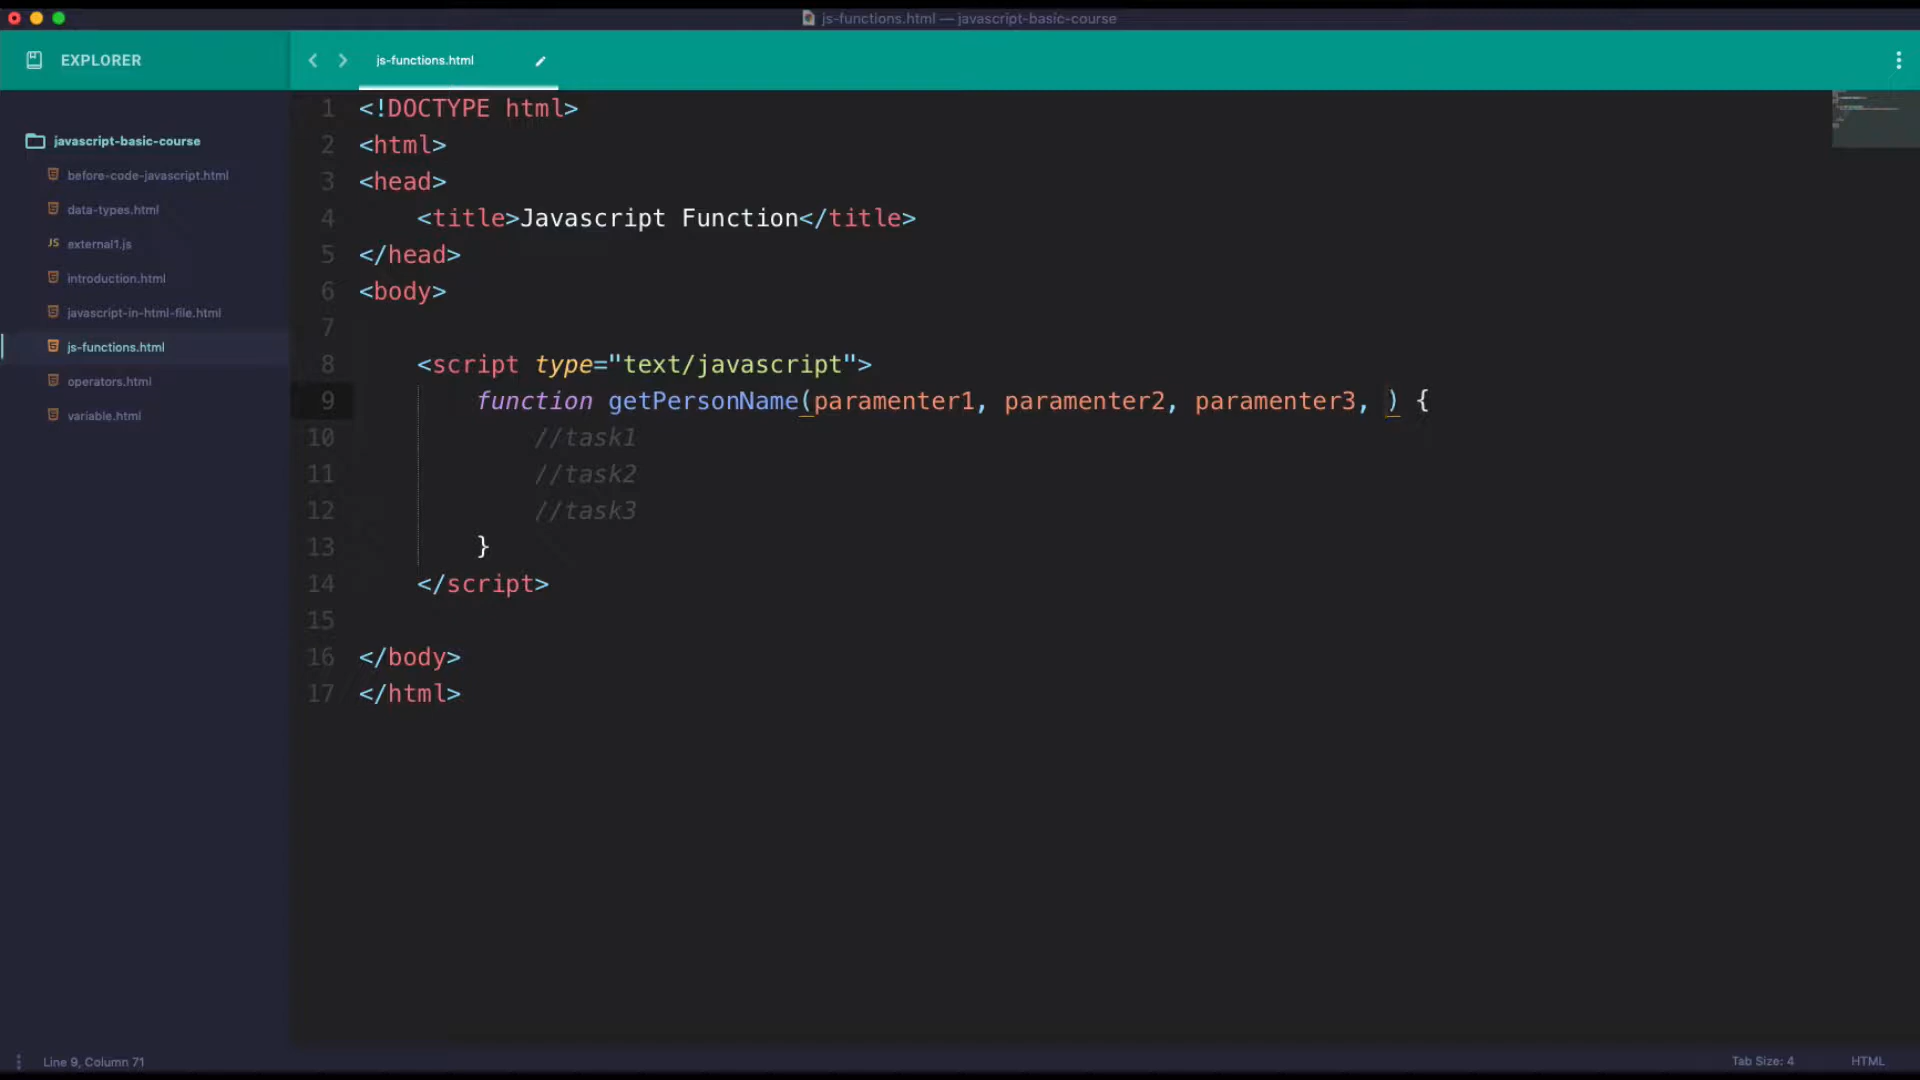 js-functions.html — javascript-basic-course
EXPLORER
js-functions.html
javascript-basic-course
before-code-javascript.html
data-types.html
JS external1.js
introduction.html
javascript-in-html-file.html
js-functions.html
operators.html
variable.html
1 <!DOCTYPE html>
2 <html>
3 <head>
4 <title>Javascript Function</title>
5 </head>
6 <body>
7
8 <script type="text/javascript">
9 function getPersonName(paramenter1, paramenter2, paramenter3, ) {
10 //task1
11 //task2
12 //task3
13 }
14 </script>
15
16 </body>
17 </html>
Line 9, Column 71
Tab Size: 4
HTML